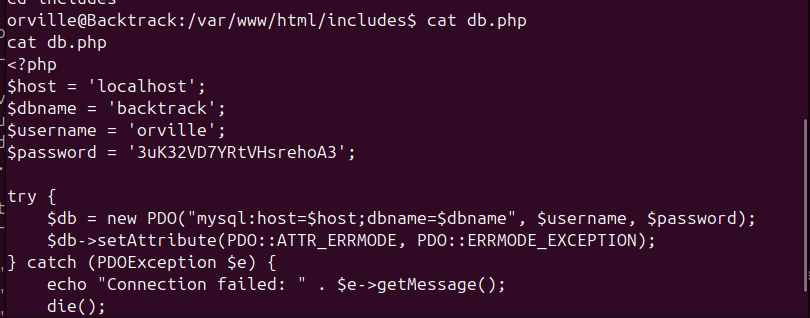 orville@Backtrack:/var/www/html/includes$ cat db.php
cat db.php
<?php
$host = 'localhost';
$dbname = 'backtrack';
$username = 'orville';
$password = '3uK32VD7YRtVHsrehoA3';

try {
    $db = new PDO("mysql:host=$host;dbname=$dbname", $username, $password);
    $db->setAttribute(PDO::ATTR_ERRMODE, PDO::ERRMODE_EXCEPTION);
} catch (PDOException $e) {
    echo "Connection failed: " . $e->getMessage();
    die();